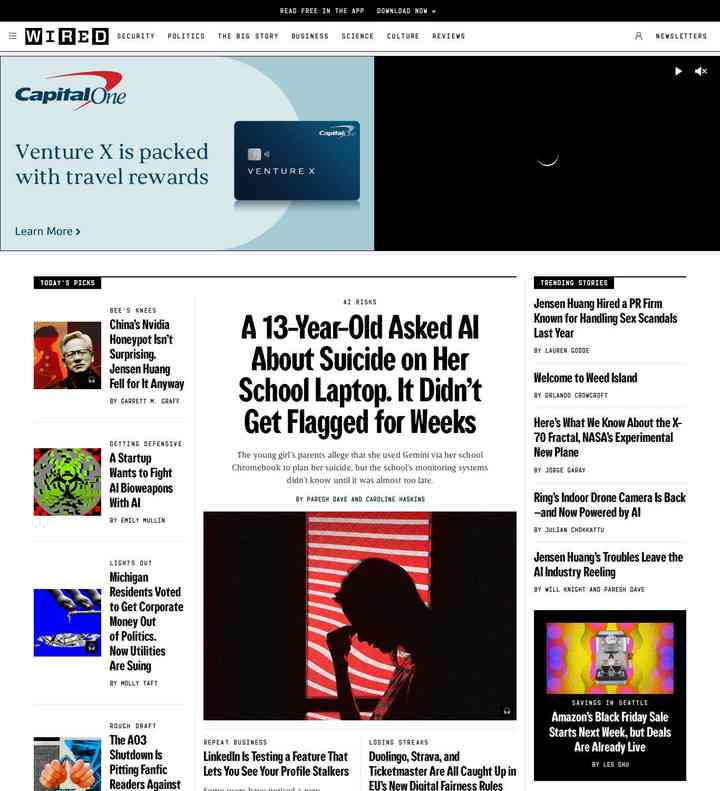 READ FREE IN THE APP DOWNLOAD NOW
WIRED SECURITY POLITICS THE BIG STORY BUSINESS SCIENCE CULTURE REVIEWS NEWSLETTERS
Capital One
Venture X is packed
with travel rewards
Learn More
Capital One
VENTURE X
TODAY'S PICKS
BEE'S KNEES
China's Nvidia
Honeypot Isn't
Surprising.
Jensen Huang
Fell for It Anyway
BY GARRETT M. GRAFF
GETTING DEFENSIVE
A Startup
Wants to Fight
AI Bioweapons
With AI
BY EMILY MULLIN
LIGHTS OUT
Michigan
Residents Voted
to Get Corporate
Money Out
of Politics.
Now Utilities
Are Suing
BY MOLLY TAFT
ROUGH DRAFT
The AO3
Shutdown Is
Pitting Fanfic
Readers Against
AI RISKS
A 13-Year-Old Asked AI
About Suicide on Her
School Laptop. It Didn't
Get Flagged for Weeks
The young girl's parents allege that she used Gemini via her school
Chromebook to plan her suicide, but the school's monitoring systems
didn't know until it was almost too late.
BY PARESH DAVE AND CAROLINE HASKINS
REPEAT BUSINESS
LinkedIn Is Testing a Feature That
Lets You See Your Profile Stalkers
LOSING STREAKS
Duolingo, Strava, and
Ticketmaster Are All Caught Up in
EU's New Digital Fairness Rules
TRENDING STORIES
Jensen Huang Hired a PR Firm
Known for Handling Sex Scandals
Last Year
BY LAUREN GOODE
Welcome to Weed Island
BY ORLANDO CROWCROFT
Here's What We Know About the X-
70 Fractal, NASA's Experimental
New Plane
BY JORGE GARAY
Ring's Indoor Drone Camera Is Back
—and Now Powered by AI
BY JULIAN CHOKKATTU
Jensen Huang's Troubles Leave the
AI Industry Reeling
BY WILL KNIGHT AND PARESH DAVE
SAVINGS IN SEATTLE
Amazon's Black Friday Sale
Starts Next Week, but Deals
Are Already Live
BY LEG SHU